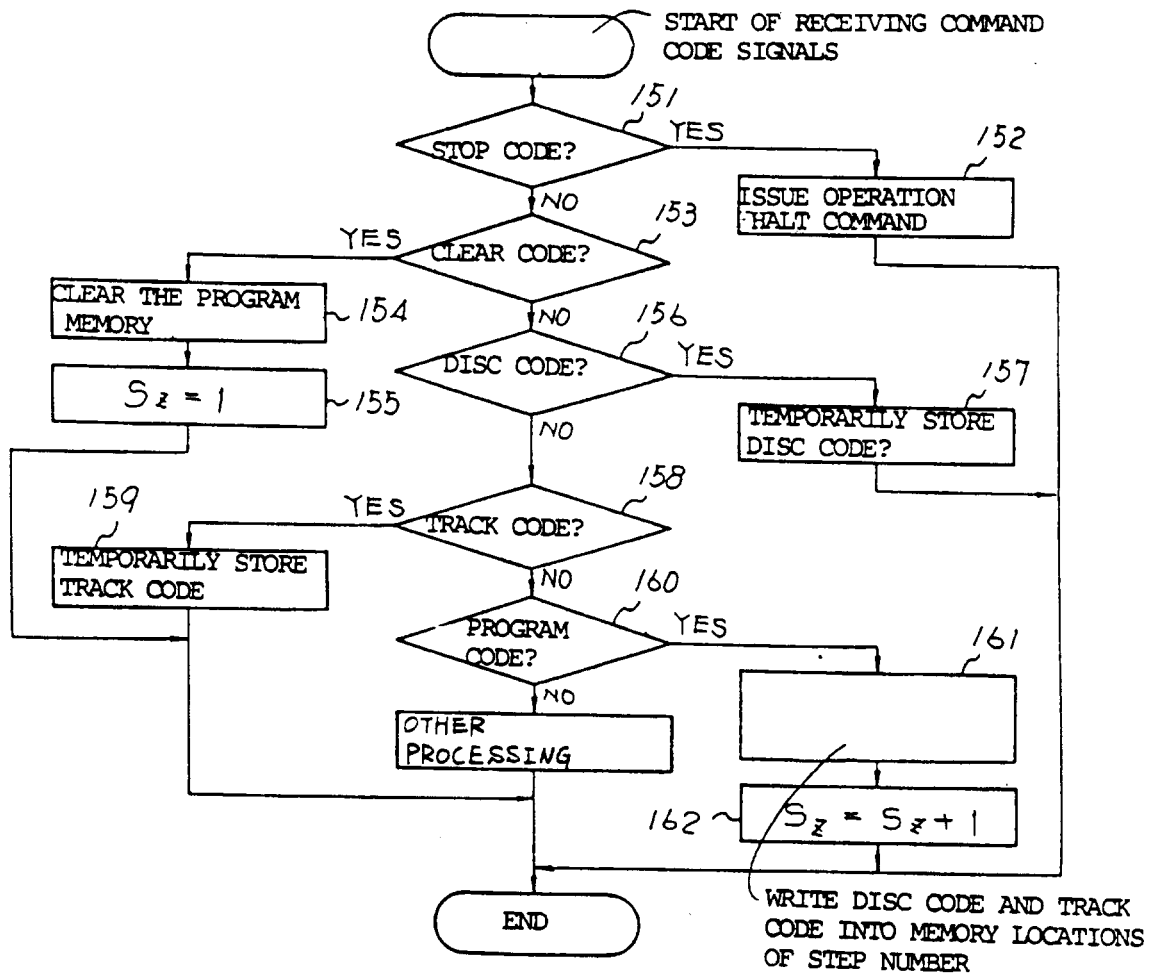 START OF RECEIVING COMMAND
CODE SIGNALS
151
STOP CODE?
YES
152
ISSUE OPERATION
HALT COMMAND
NO
153
YES
CLEAR CODE?
CLEAR THE PROGRAM
MEMORY
154
NO
156
DISC CODE?
YES
157
Sz = 1
155
TEMPORARILY STORE
DISC CODE?
NO
158
159
YES
TRACK CODE?
TEMPORARILY STORE
TRACK CODE
NO
160
PROGRAM
CODE?
YES
161
NO
OTHER
PROCESSING
162
Sz = Sz + 1
WRITE DISC CODE AND TRACK
CODE INTO MEMORY LOCATIONS
OF STEP NUMBER
END